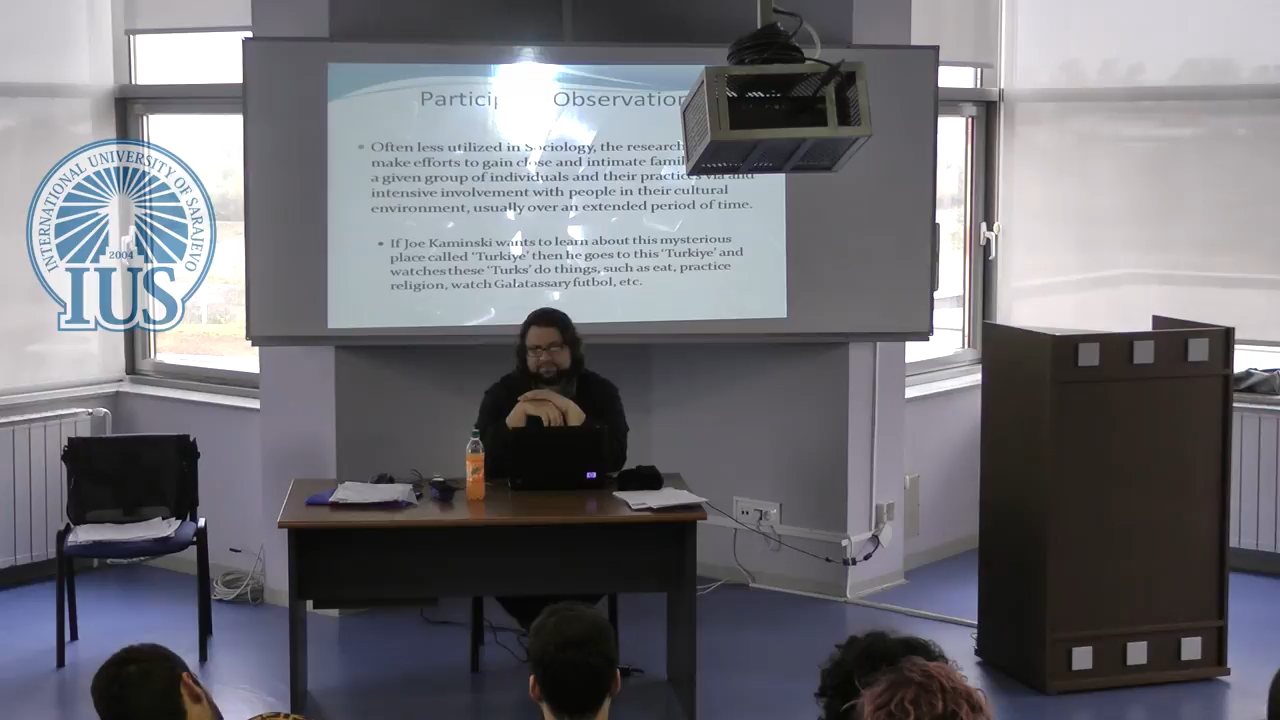 Observation
Often less utilized in Sociology, the
make efforts to gain close and intimate
a given group of individuals and their practices via and
intensive involvement with people in their cultural
environment, usually over an extended period of time.
If Joe Kaminski wants to learn about this mysterious
place called 'Turkiye' then he goes to this 'Turkiye' and
watches these 'Turks' do things, such as eat, practice
religion, watch Galatassary futbol, etc.
INTERNATIONAL UNIVERSITY OF SARAJEVO
2004
IUS
hp